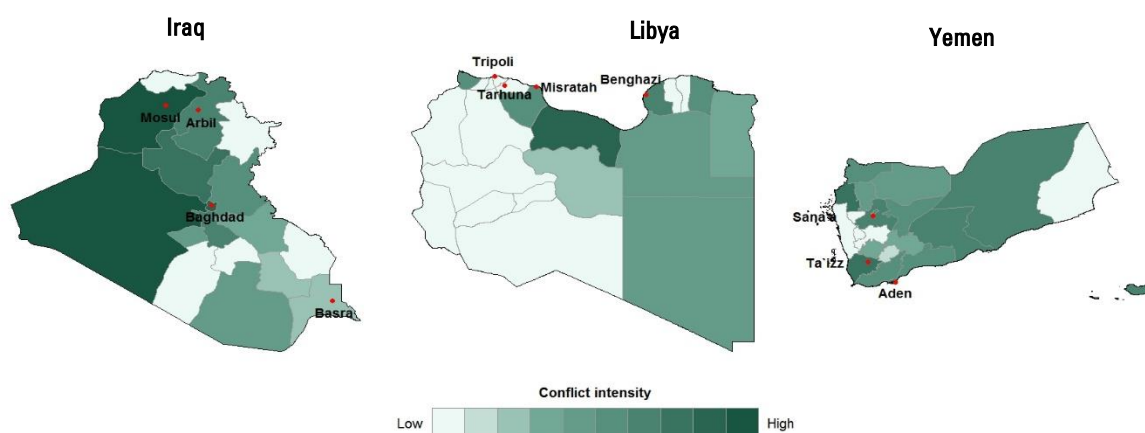 Iraq
Libya
Yemen
Mosul
Arbil
Baghdad
Basra
Tripoli
Tarhuna
Misratah
Benghazi
Sana'a
Ta`izz
Aden
Conflict intensity
Low
High